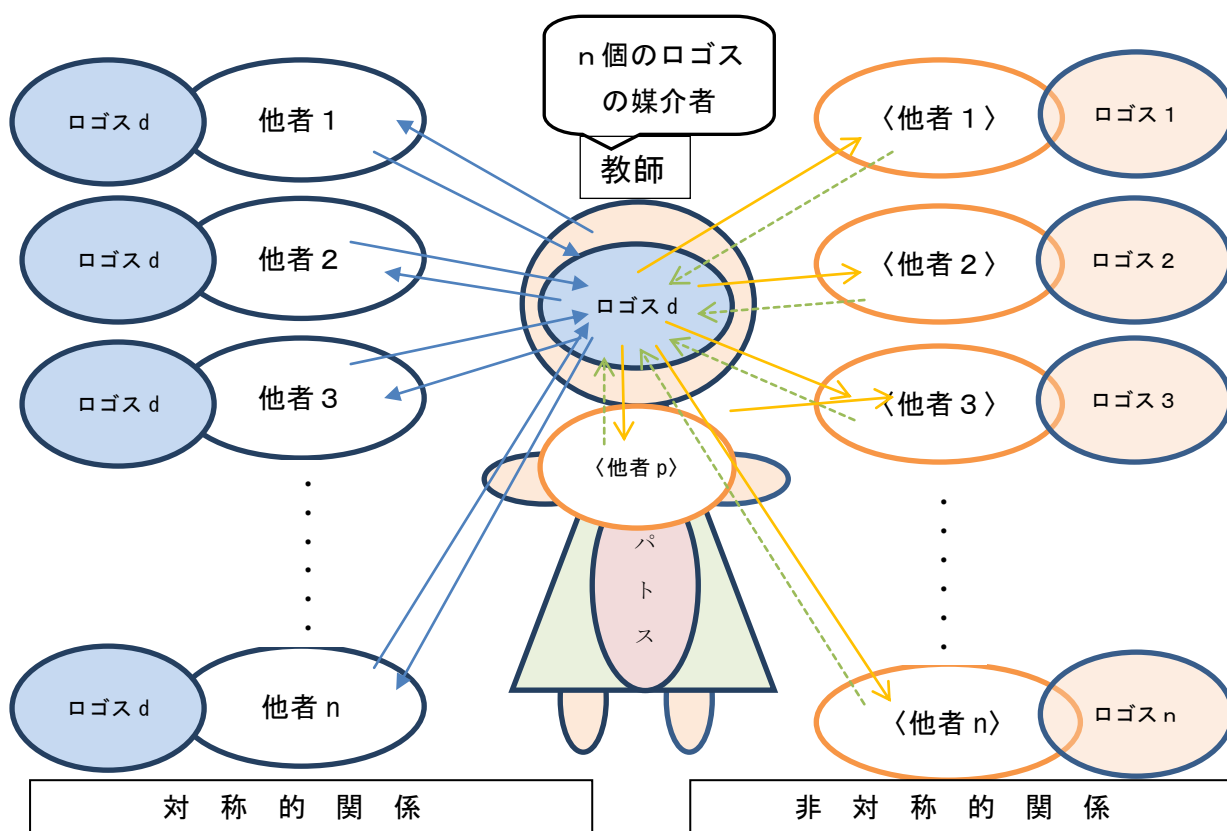 n個のロゴス
の媒介者
教師
ロゴスd
他者1
〈他者1〉
ロゴス1
ロゴスd
他者2
ロゴスd
〈他者2〉
ロゴス2
ロゴスd
他者3
〈他者3〉
ロゴス3
〈他者p〉
パトス
ロゴスd
他者n
〈他者n〉
ロゴスn
対称的関係
非対称的関係